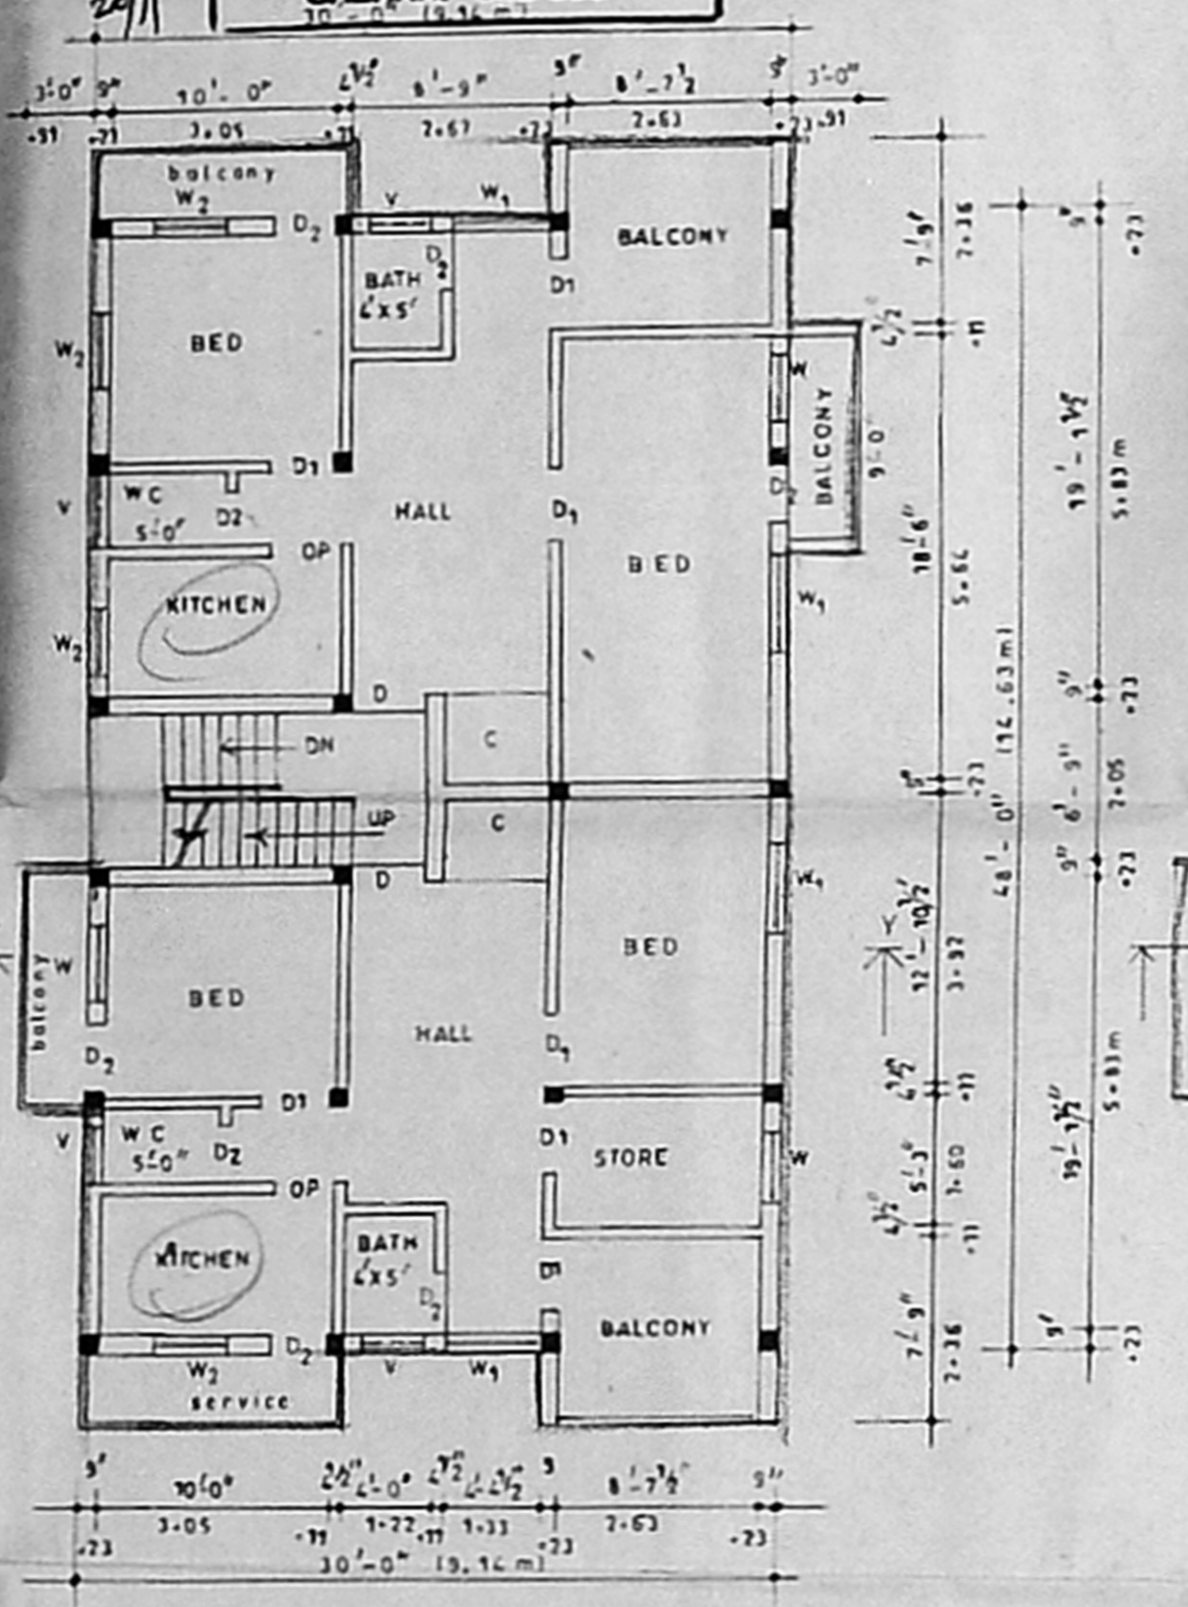 30'-0" (9.14 m)
3'-0" 9" 10'-0" 4½" 8'-9" 9" 8'-7½ 9" 3'-0"
.91 3.05 .11 2.67 .23 2.63 .23 .91
balcony
W2 V W1
D2
BALCONY
D2
BATH
4'x5'
D1
BED
W2
W
BALCONY
9'-0"
D1
WC
V
5'-0"
D2
HALL
D1
OP
BED
KITCHEN
W1
W2
D
DN
C
UP
C
D
W1
BED
W
balcony
BED
HALL
D2
D1
D1
V
WC
5'-0"
D2
D1
STORE
W
OP
BATH
4'x5'
KITCHEN
D2
BALCONY
D2
W2 V W1
service
7'-9" 2.36
4½" .11
18'-6" 5.64
9" .23
12'-10½" 3.92
4½" .11
5'-3" 1.60
4½" .11
7'-9" 2.36
Y
48'-0" (14.63 m)
9" .23
19'-1½" 5.83 m
9" .23
6'-9" 2.05
9" .23
19'-1½" 5.83 m
9" .23
9" 10'-0" 4½" 4'-0" 4½" 4'-4½" 9 8'-7½" 9"
.23 3.05 .11 1.22 .11 1.33 .23 2.63 .23
30'-0" (9.14 m)